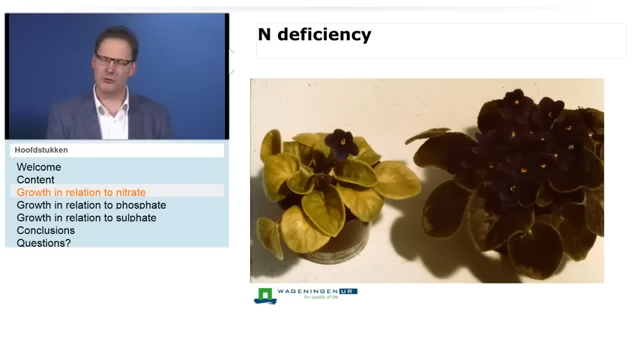 N deficiency
Hoofdstukken
Welcome
Content
Growth in relation to nitrate
Growth in relation to phosphate
Growth in relation to sulphate
Conclusions
Questions?
WAGENINGEN UR
For quality of life